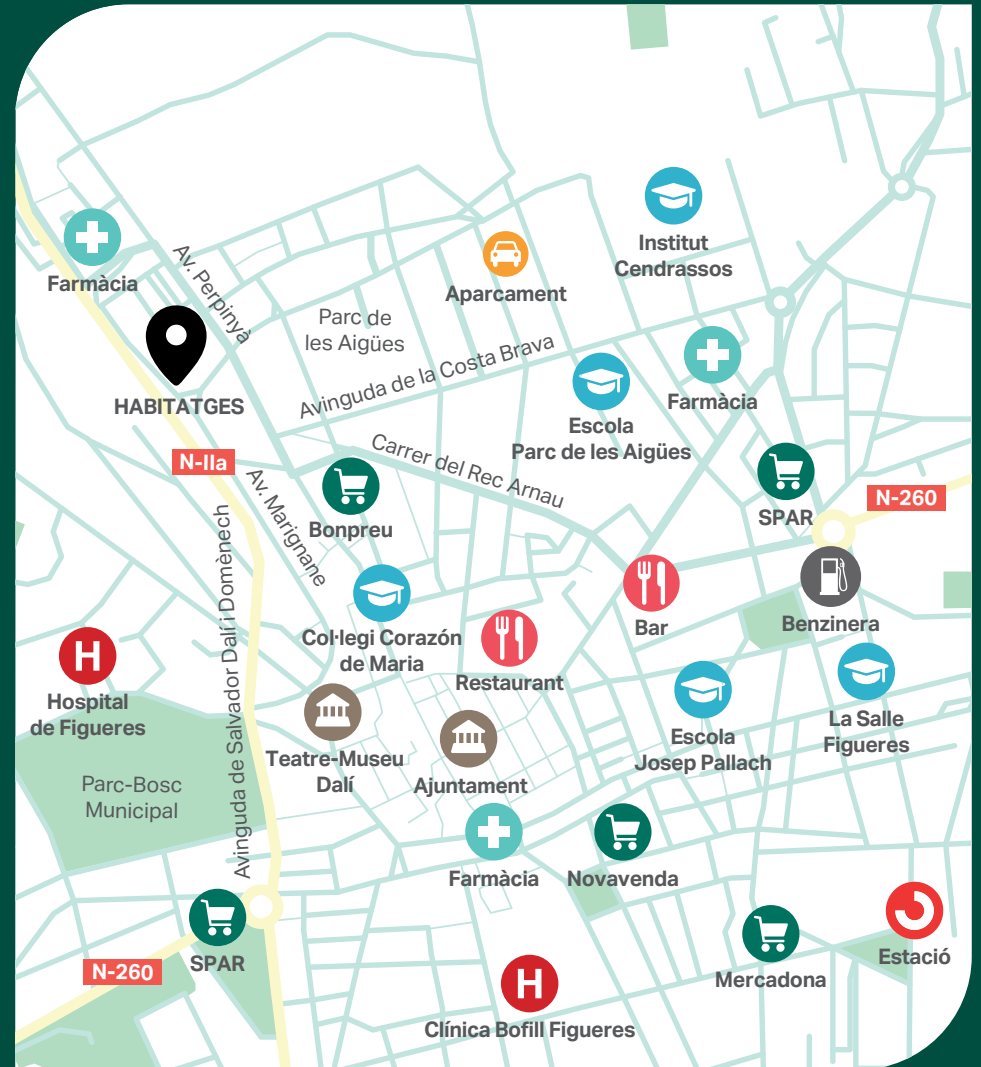 Institut
Cendrassos
Farmàcia
Av. Perpinyà
Aparcament
Parc de
les Aigües
Avinguda de la Costa Brava
HABITATGES
Farmàcia
Escola
Parc de les Aigües
Carrer del Rec Arnau
N-IIa
Av. Marignane
Bonpreu
SPAR
N-260
Avinguda de Salvador Dalí i Domènech
Bar
Benzinera
Col·legi Corazón
de Maria
Restaurant
H
Hospital
de Figueres
La Salle
Figueres
Escola
Josep Pallach
Teatre-Museu
Dalí
Ajuntament
Parc-Bosc
Municipal
Farmàcia
Novavenda
SPAR
N-260
Mercadona
Estació
H
Clínica Bofill Figueres